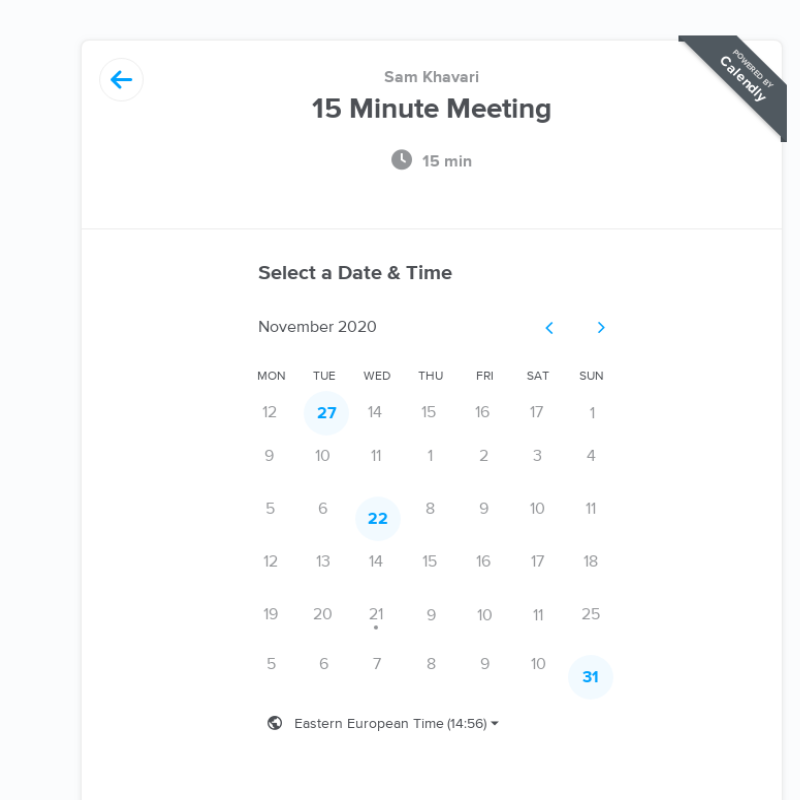 POWERED BY
Calendly
Sam Khavari
15 Minute Meeting
15 min
Select a Date & Time
November 2020
MON TUE WED THU FRI SAT SUN
12 27 14 15 16 17 1
9 10 11 1 2 3 4
5 6 22 8 9 10 11
12 13 14 15 16 17 18
19 20 21 9 10 11 25
5 6 7 8 9 10 31
Eastern European Time (14:56)